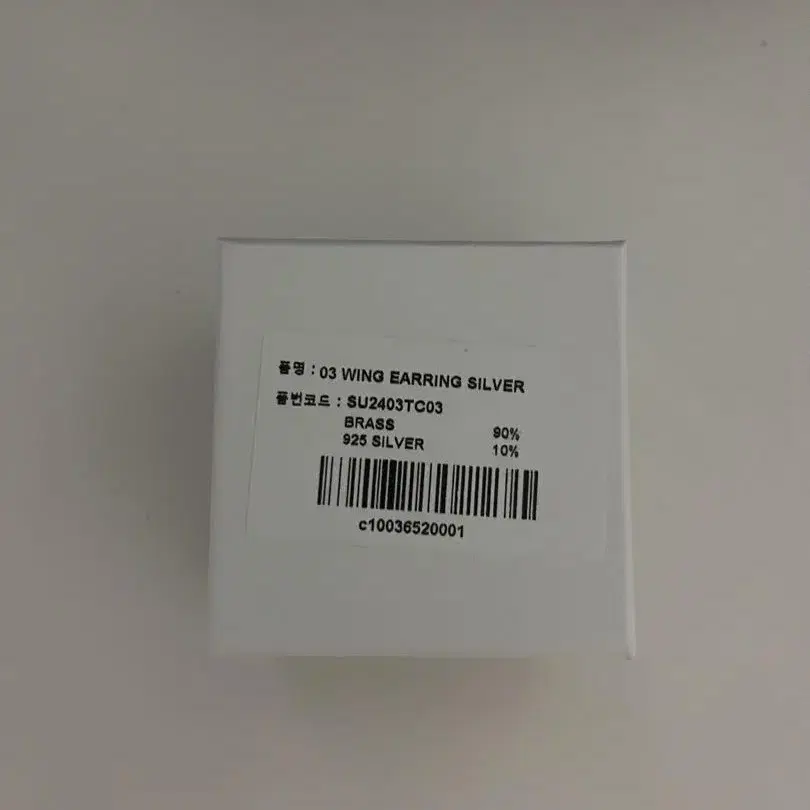 품명 : 03 WING EARRING SILVER
품번코드 : SU2403TC03
BRASS 90%
925 SILVER 10%
c10036520001